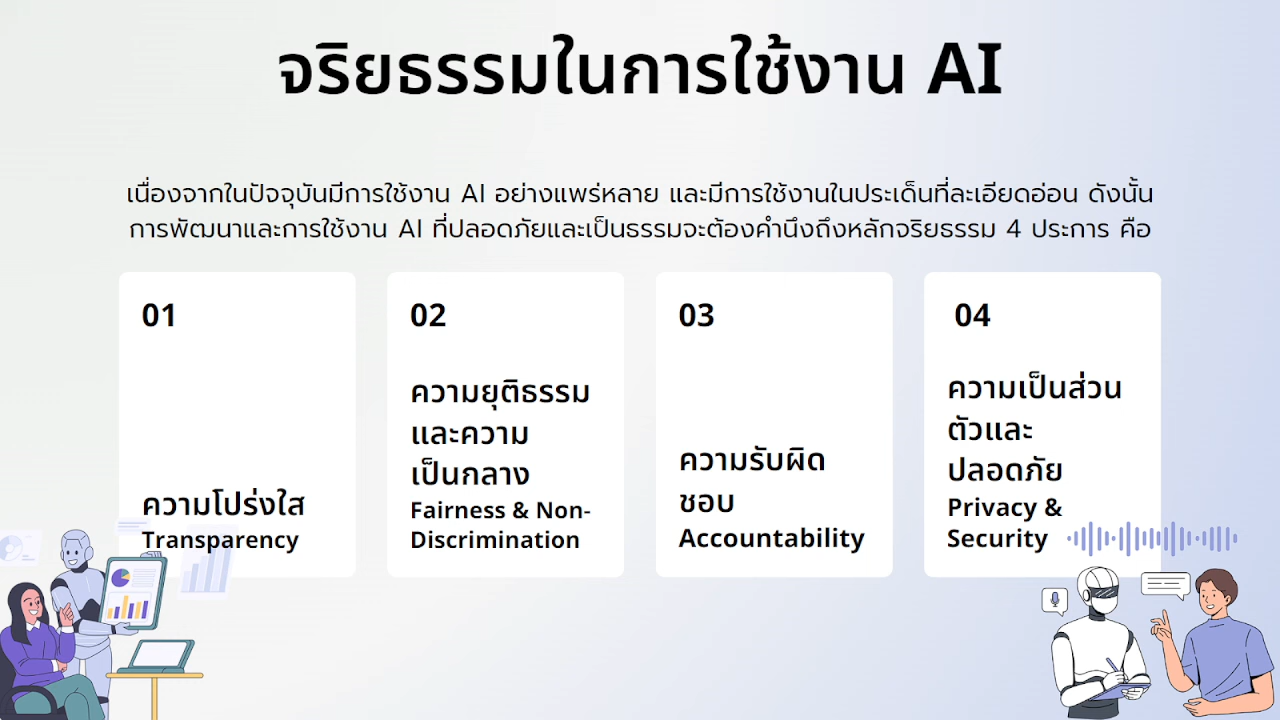 จริยธรรมในการใช้งาน AI
เนื่องจากในปัจจุบันมีการใช้งาน AI อย่างแพร่หลาย และมีการใช้งานในประเด็นที่ละเอียดอ่อน ดังนั้น
การพัฒนาและการใช้งาน AI ที่ปลอดภัยและเป็นธรรมจะต้องคำนึงถึงหลักจริยธรรม 4 ประการ คือ
01
ความโปร่งใส
Transparency
02
ความยุติธรรม
และความ
เป็นกลาง
Fairness & Non-
Discrimination
03
ความรับผิด
ชอบ
Accountability
04
ความเป็นส่วน
ตัวและ
ปลอดภัย
Privacy &
Security